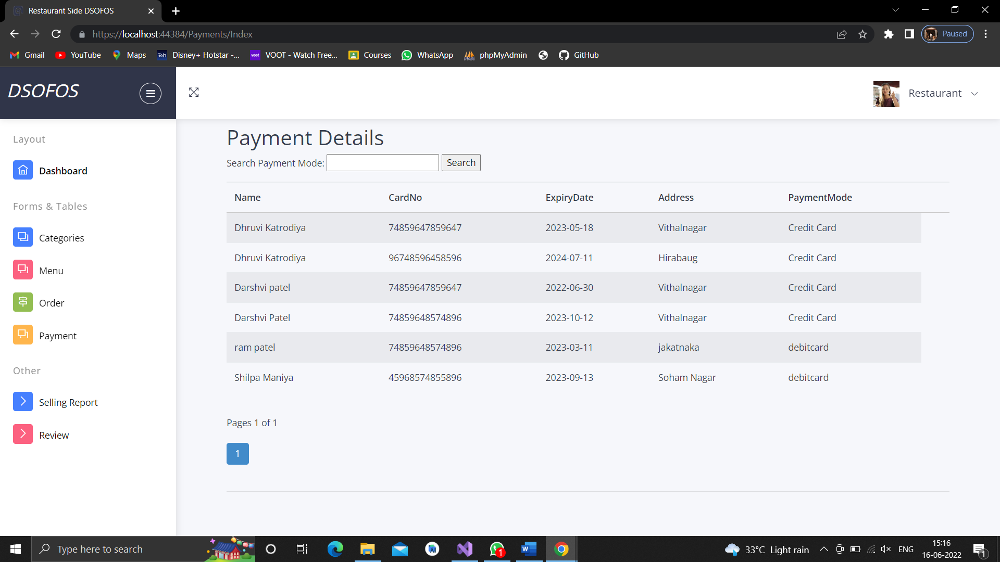 Restaurant Side DSOFOS
https://localhost:44384/Payments/Index
Paused
Gmail YouTube Maps Disney+ Hotstar -... VOOT - Watch Free... Courses WhatsApp phpMyAdmin GitHub
DSOFOS
Restaurant
Layout
Dashboard
Forms & Tables
Categories
Menu
Order
Payment
Other
Selling Report
Review
Payment Details
Search Payment Mode: Search
Name CardNo ExpiryDate Address PaymentMode
Dhruvi Katrodiya 74859647859647 2023-05-18 Vithalnagar Credit Card
Dhruvi Katrodiya 96748596458596 2024-07-11 Hirabaug Credit Card
Darshvi patel 74859647859647 2022-06-30 Vithalnagar Credit Card
Darshvi Patel 74859648574896 2023-10-12 Vithalnagar Credit Card
ram patel 74859648574896 2023-03-11 jakatnaka debitcard
Shilpa Maniya 45968574855896 2023-09-13 Soham Nagar debitcard
Pages 1 of 1
1
Type here to search
1
33°C Light rain
ENG
15:16
16-06-2022
1